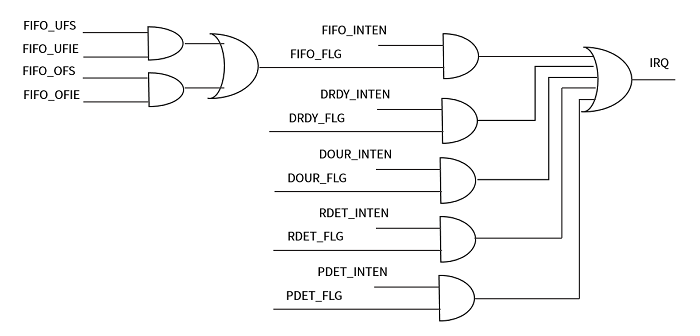 FIFO_UFS
FIFO_UFIE
FIFO_OFS
FIFO_OFIE
FIFO_INTEN
FIFO_FLG
DRDY_INTEN
DRDY_FLG
DOUR_INTEN
DOUR_FLG
RDET_INTEN
RDET_FLG
PDET_INTEN
PDET_FLG
IRQ